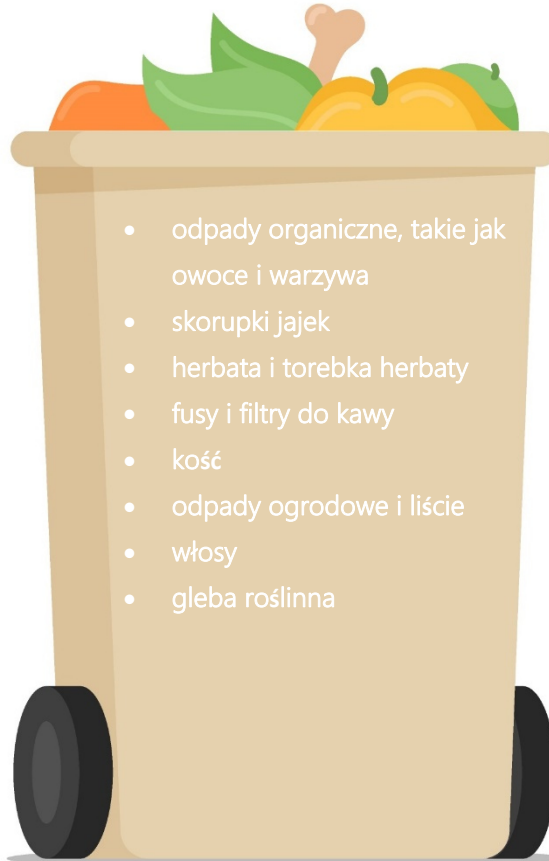 • odpady organiczne, takie jak
owoce i warzywa
• skorupki jajek
• herbata i torebka herbaty
• fusy i filtry do kawy
• kość
• odpady ogrodowe i liście
• włosy
• gleba roślinna